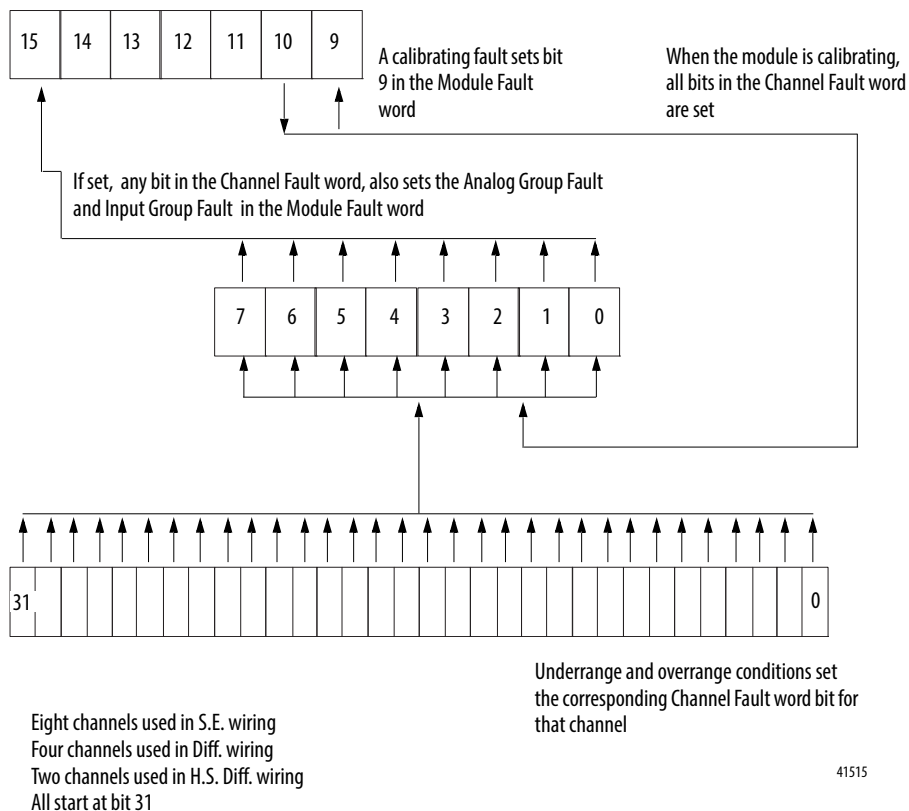 15 14 13 12 11 10 9
A calibrating fault sets bit
9 in the Module Fault
word
When the module is calibrating,
all bits in the Channel Fault word
are set
If set, any bit in the Channel Fault word, also sets the Analog Group Fault
and Input Group Fault in the Module Fault word
7 6 5 4 3 2 1 0
31 0
Underrange and overrange conditions set
the corresponding Channel Fault word bit for
that channel
Eight channels used in S.E. wiring
Four channels used in Diff. wiring
Two channels used in H.S. Diff. wiring
All start at bit 31
41515